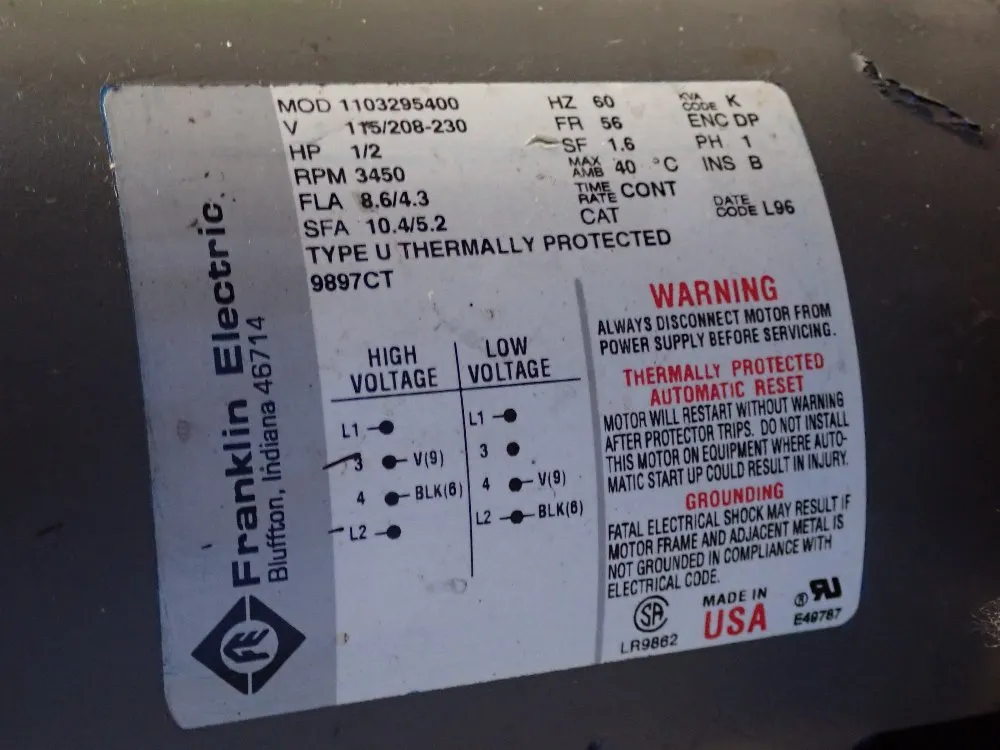 MOD 1103295400
V 115/208-230
HP 1/2
RPM 3450
FLA 8.6/4.3
SFA 10.4/5.2
TYPE U THERMALLY PROTECTED
9897CT
HZ 60
FR 56
SF 1.6
MAX AMB 40 °C
TIME RATE CONT
CAT
KVA CODE K
ENC DP
PH 1
INS B
DATE CODE L96
Franklin Electric
Bluffton, Indiana 46714
FE
HIGH VOLTAGE
L1
3 V(9)
4 BLK(6)
L2
LOW VOLTAGE
L1
3
4 V(9)
L2 BLK(6)
WARNING
ALWAYS DISCONNECT MOTOR FROM
POWER SUPPLY BEFORE SERVICING.
THERMALLY PROTECTED
AUTOMATIC RESET
MOTOR WILL RESTART WITHOUT WARNING
AFTER PROTECTOR TRIPS. DO NOT INSTALL
THIS MOTOR ON EQUIPMENT WHERE AUTO-
MATIC START UP COULD RESULT IN INJURY.
GROUNDING
FATAL ELECTRICAL SHOCK MAY RESULT IF
MOTOR FRAME AND ADJACENT METAL IS
NOT GROUNDED IN COMPLIANCE WITH
ELECTRICAL CODE.
SA
LR9862
MADE IN
USA
® RU
E49787